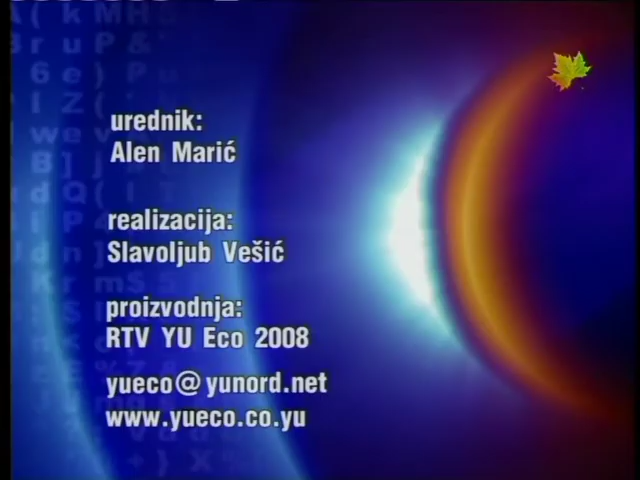 urednik:
Alen Marić
realizacija:
Slavoljub Vešić
proizvodnja:
RTV YU Eco 2008
yueco@yunord.net
www.yueco.co.yu